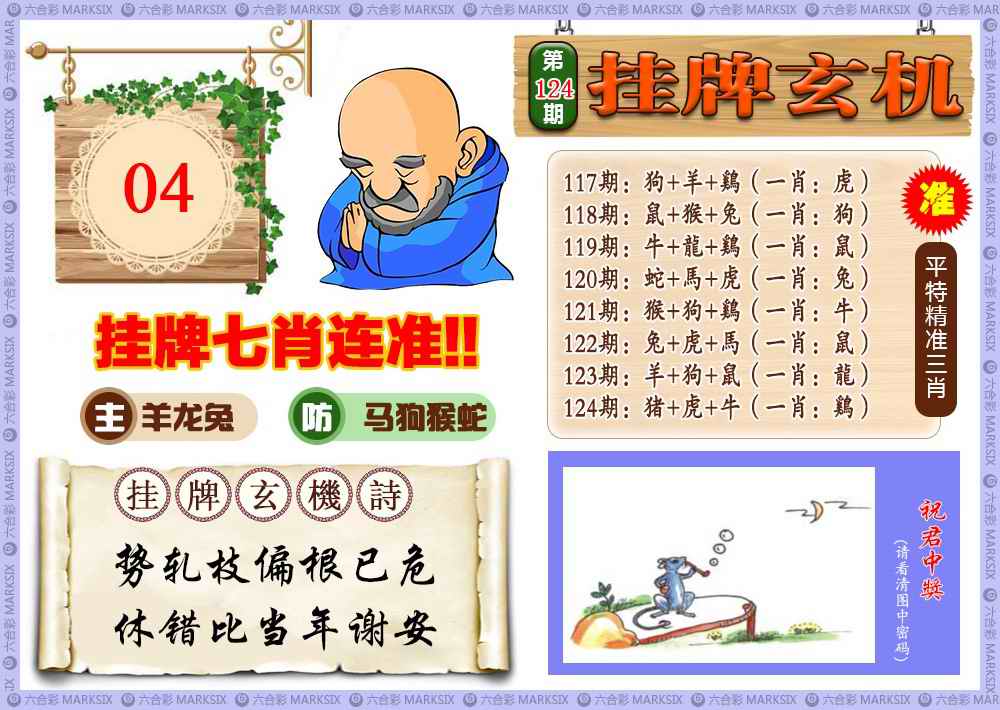 六合彩 MARKSIX
04
第124期
挂牌玄机
117期：狗+羊+鷄（一肖：虎）
118期：鼠+猴+兔（一肖：狗）
119期：牛+龍+鷄（一肖：鼠）
120期：蛇+馬+虎（一肖：兔）
121期：猴+狗+鷄（一肖：牛）
122期：兔+虎+馬（一肖：鼠）
123期：羊+狗+鼠（一肖：龍）
124期：猪+虎+牛（一肖：鷄）
准
平特精准三肖
挂牌七肖连准!!
主 羊龙兔
防 马狗猴蛇
挂牌玄機詩
势轧枝偏根已危
休错比当年谢安
祝君中獎
（请看清图中密码）